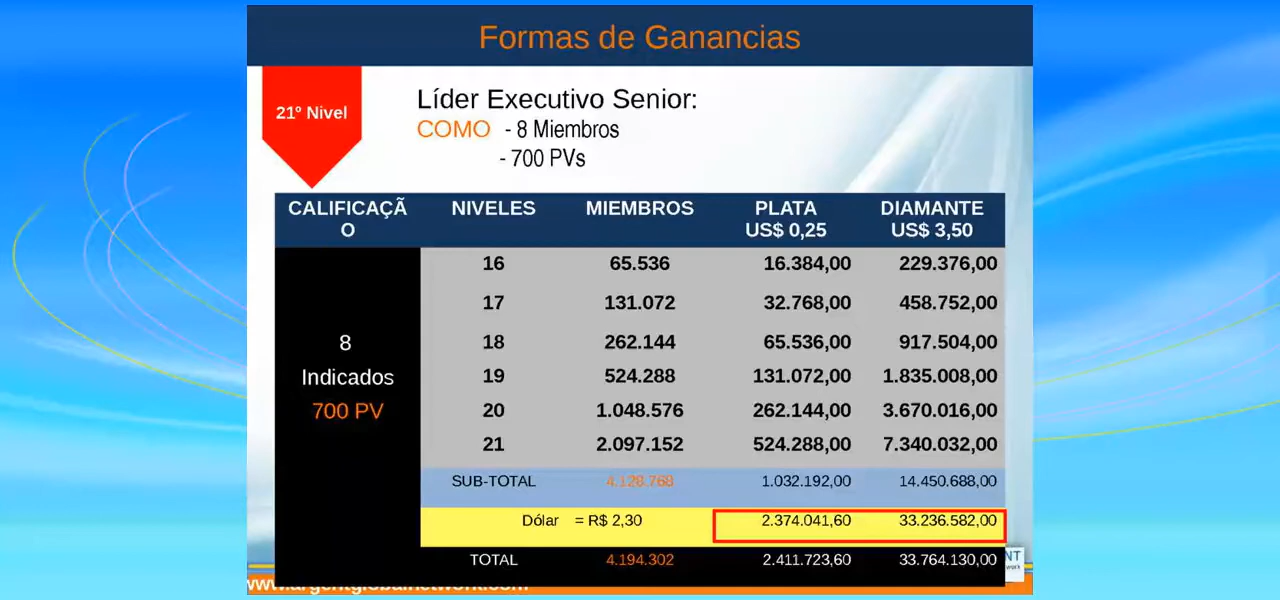 Formas de Ganancias
21º Nivel
Líder Executivo Senior:
COMO - 8 Miembros
- 700 PVs
CALIFICAÇÃ NIVELES MIEMBROS PLATA DIAMANTE
O US$ 0,25 US$ 3,50
16 65.536 16.384,00 229.376,00
17 131.072 32.768,00 458.752,00
8 18 262.144 65.536,00 917.504,00
Indicados 19 524.288 131.072,00 1.835.008,00
700 PV 20 1.048.576 262.144,00 3.670.016,00
21 2.097.152 524.288,00 7.340.032,00
SUB-TOTAL 4.128.768 1.032.192,00 14.450.688,00
Dólar = R$ 2,30 2.374.041,60 33.236.582,00
TOTAL 4.194.302 2.411.723,60 33.764.130,00
www.argentglobalnetwork.com